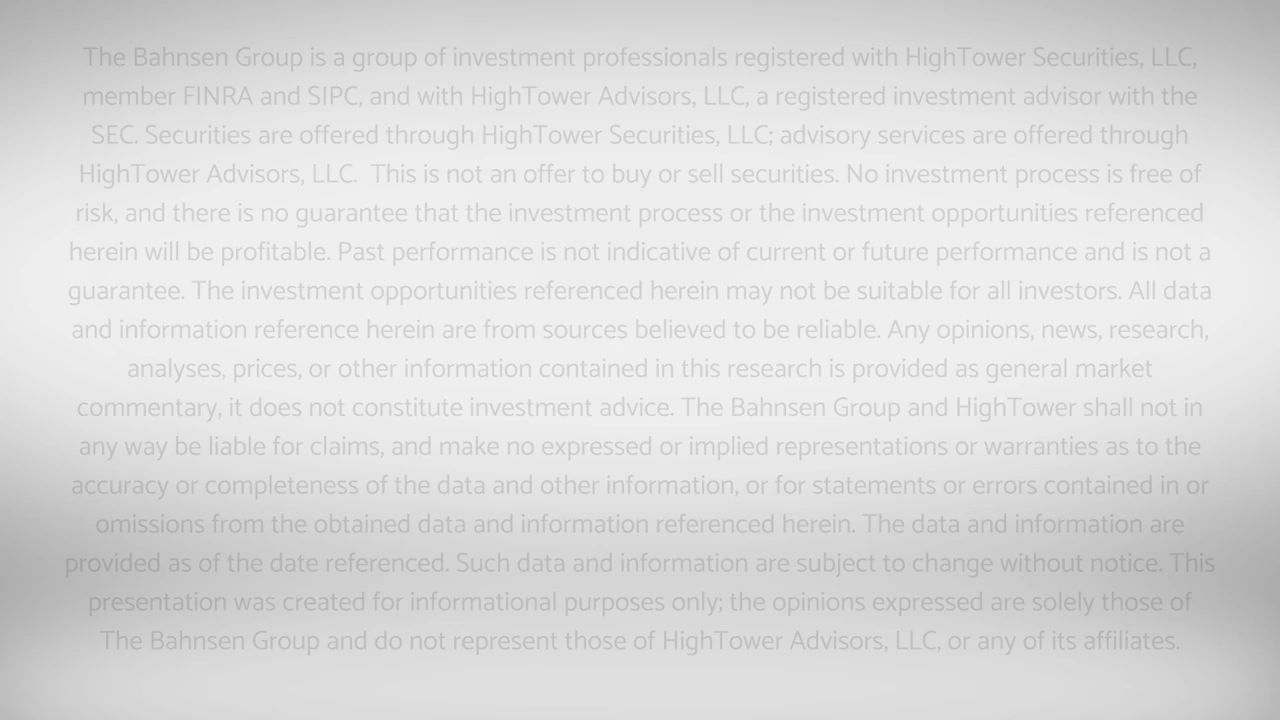 The Bahnsen Group is a group of investment professionals registered with HighTower Securities, LLC,
member FINRA and SIPC, and with HighTower Advisors, LLC, a registered investment advisor with the
SEC. Securities are offered through HighTower Securities, LLC; advisory services are offered through
HighTower Advisors, LLC.  This is not an offer to buy or sell securities. No investment process is free of
risk, and there is no guarantee that the investment process or the investment opportunities referenced
herein will be profitable. Past performance is not indicative of current or future performance and is not a
guarantee. The investment opportunities referenced herein may not be suitable for all investors. All data
and information reference herein are from sources believed to be reliable. Any opinions, news, research,
analyses, prices, or other information contained in this research is provided as general market
commentary, it does not constitute investment advice. The Bahnsen Group and HighTower shall not in
any way be liable for claims, and make no expressed or implied representations or warranties as to the
accuracy or completeness of the data and other information, or for statements or errors contained in or
omissions from the obtained data and information referenced herein. The data and information are
provided as of the date referenced. Such data and information are subject to change without notice. This
presentation was created for informational purposes only; the opinions expressed are solely those of
The Bahnsen Group and do not represent those of HighTower Advisors, LLC, or any of its affiliates.